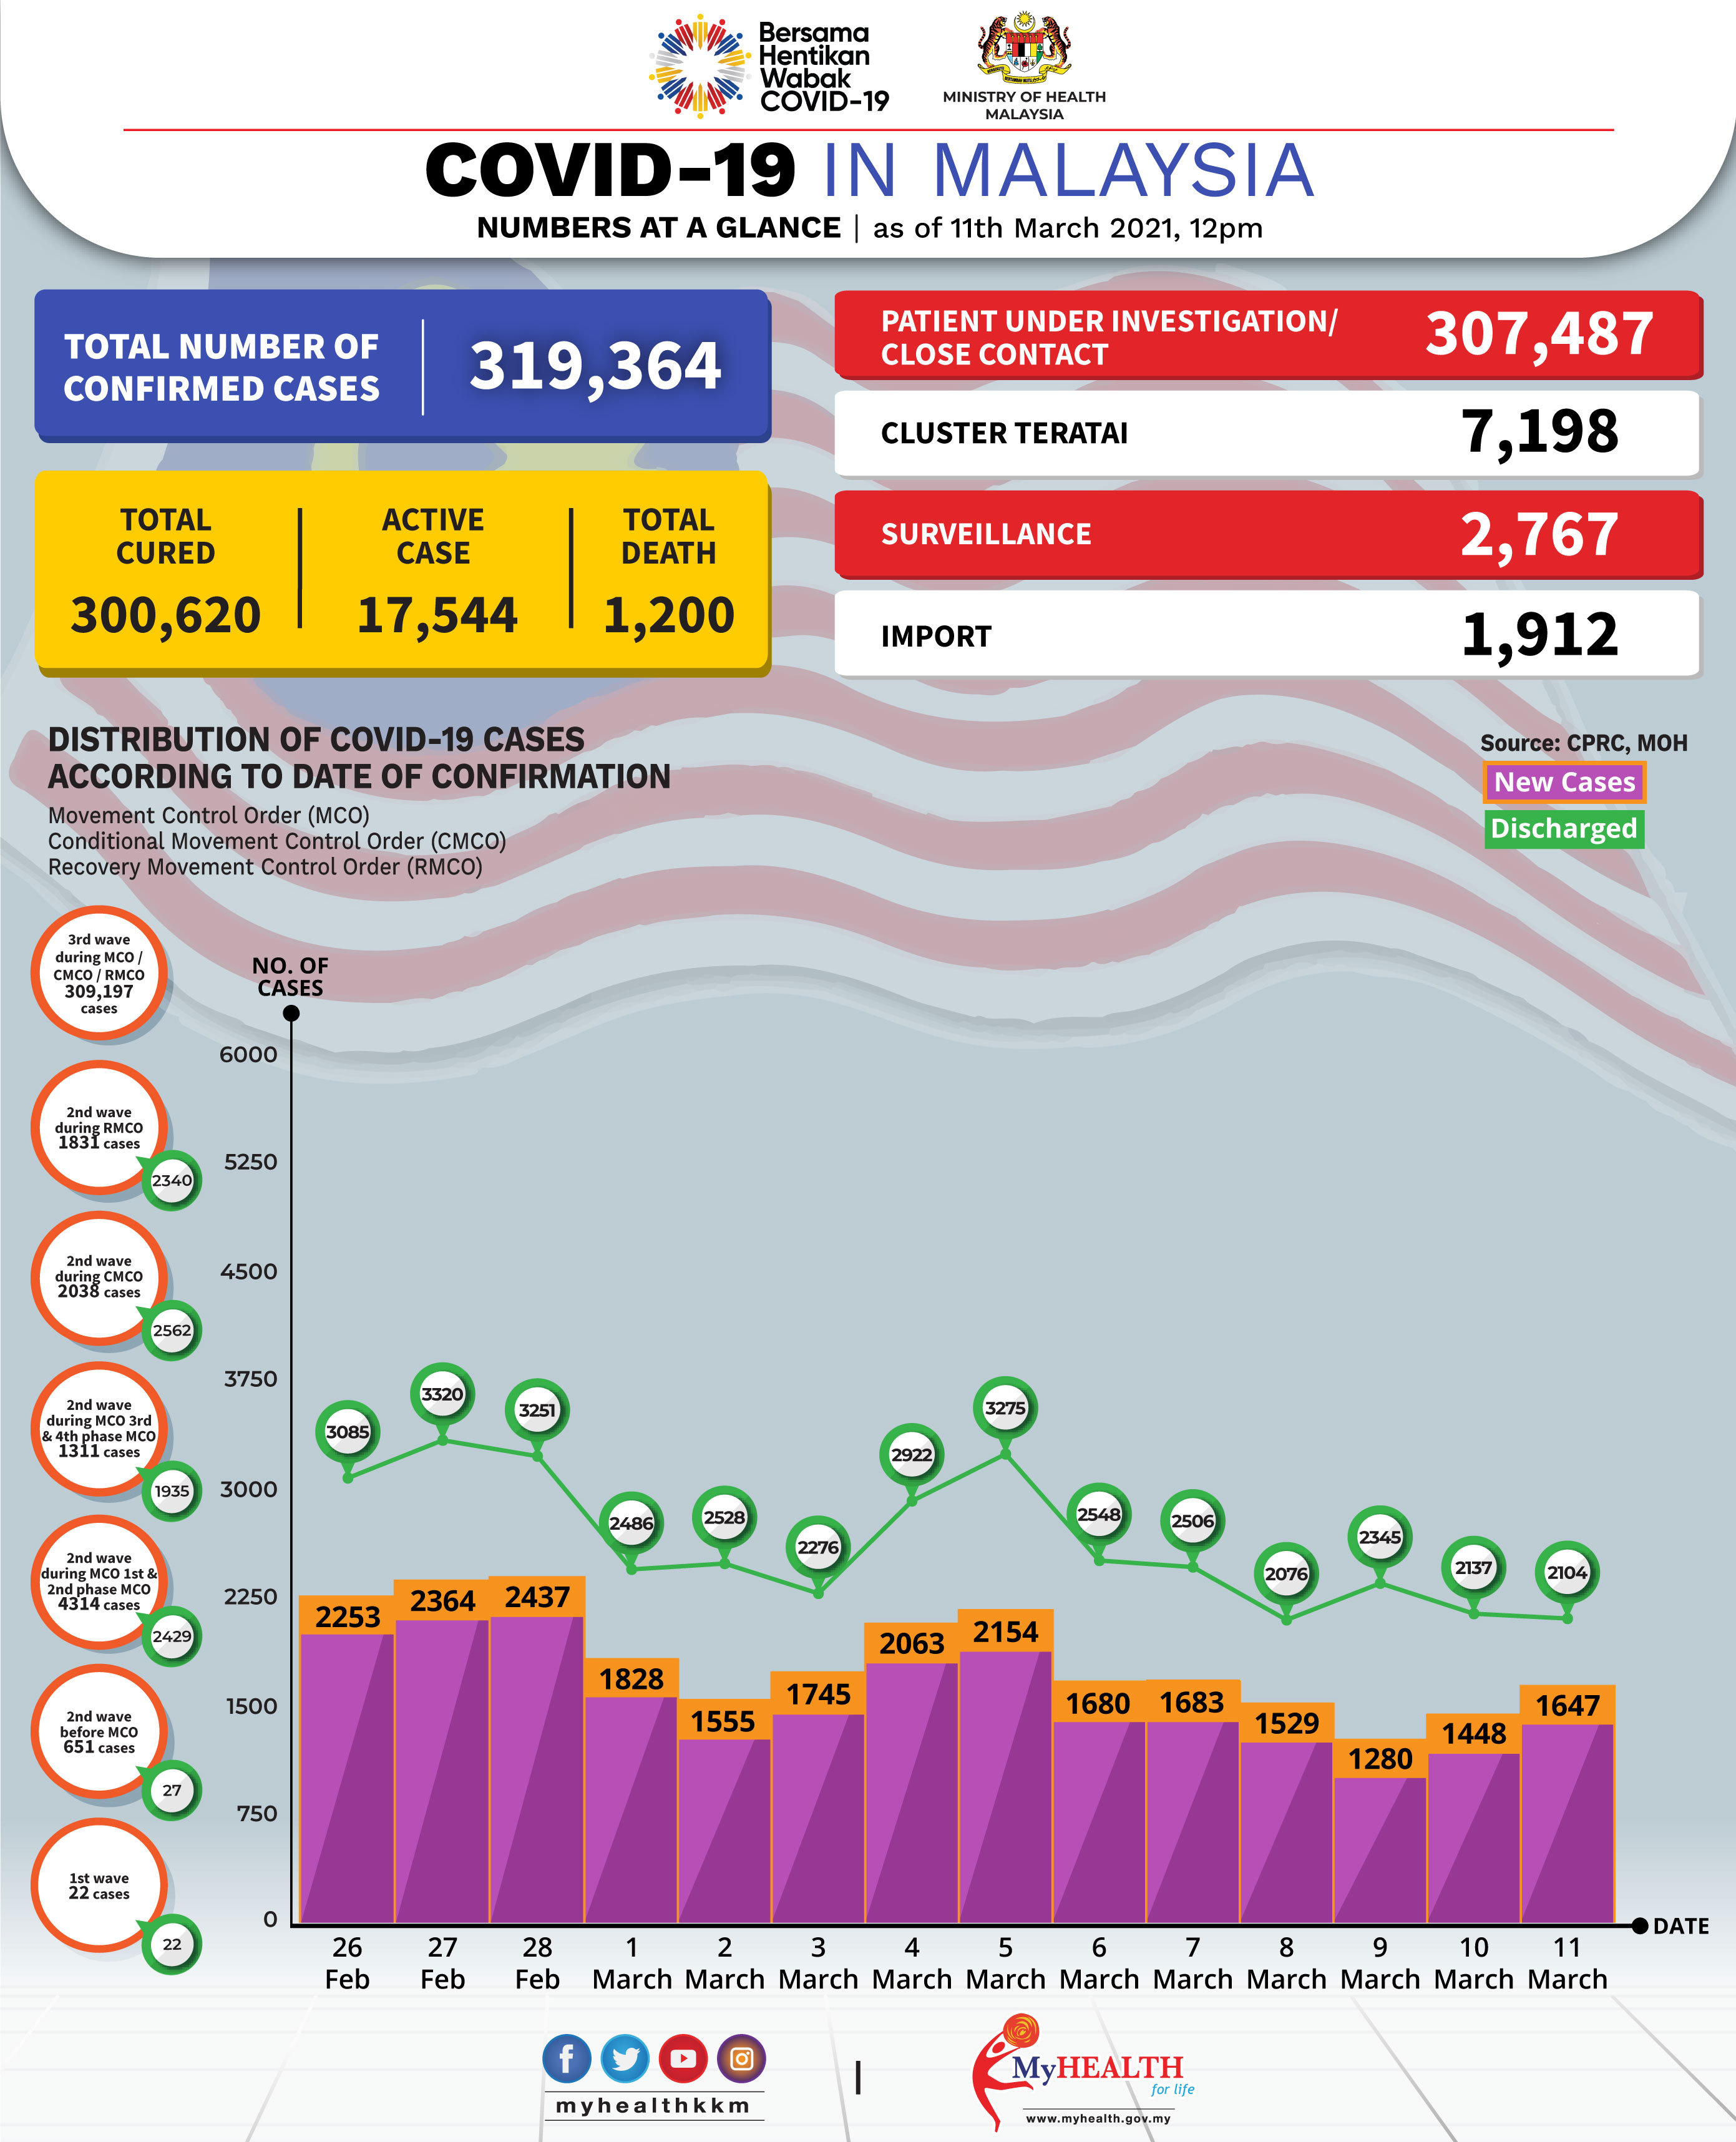 Bersama
Hentikan
Wabak
COVID-19
MINISTRY OF HEALTH
MALAYSIA
COVID-19 IN MALAYSIA
NUMBERS AT A GLANCE | as of 11th March 2021, 12pm
TOTAL NUMBER OF
CONFIRMED CASES
319,364
TOTAL
CURED
300,620
ACTIVE
CASE
17,544
TOTAL
DEATH
1,200
PATIENT UNDER INVESTIGATION/
CLOSE CONTACT
307,487
CLUSTER TERATAI
7,198
SURVEILLANCE
2,767
IMPORT
1,912
DISTRIBUTION OF COVID-19 CASES
ACCORDING TO DATE OF CONFIRMATION
Movement Control Order (MCO)
Conditional Movement Control Order (CMCO)
Recovery Movement Control Order (RMCO)
Source: CPRC, MOH
New Cases
Discharged
3rd wave
during MCO /
CMCO / RMCO
309,197
cases
2nd wave
during RMCO
1831 cases
2340
2nd wave
during CMCO
2038 cases
2562
2nd wave
during MCO 3rd
& 4th phase MCO
1311 cases
1935
2nd wave
during MCO 1st &
2nd phase MCO
4314 cases
2429
2nd wave
before MCO
651 cases
27
1st wave
22 cases
22
NO. OF
CASES
6000
5250
4500
3750
3000
2250
1500
750
0
3085
3320
3251
2486
2528
2276
2922
3275
2548
2506
2076
2345
2137
2104
2253
2364
2437
1828
1555
1745
2063
2154
1680
1683
1529
1280
1448
1647
26
Feb
27
Feb
28
Feb
1
March
2
March
3
March
4
March
5
March
6
March
7
March
8
March
9
March
10
March
11
March
DATE
myhealthkkm
MyHEALTH
for life
www.myhealth.gov.my